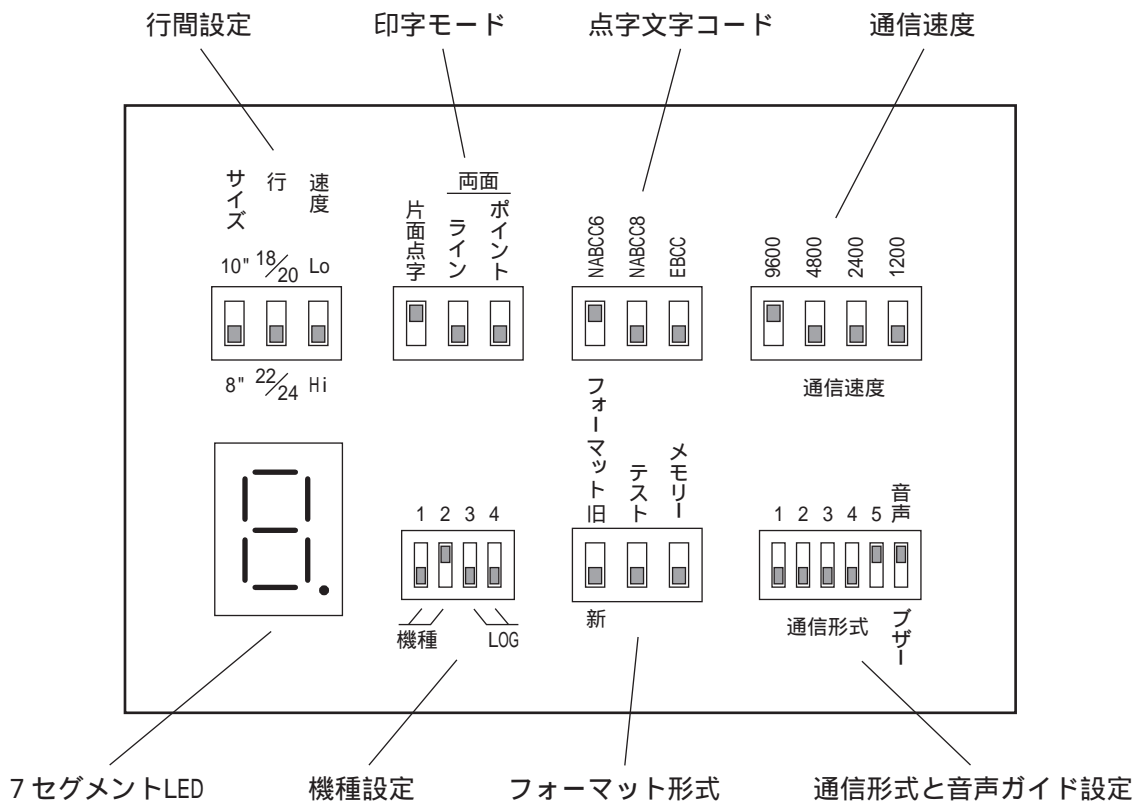 行間設定 印字モード 点字文字コード 通信速度
サイズ 行 速度
両面
片面点字 ライン ポイント
NABCC6 NABCC8 EBCC
9600 4800 2400 1200
10" 18/20 Lo
8" 22/24 Hi
通信速度
フォーマット旧 テスト メモリー
1 2 3 4
1 2 3 4 5 音声
機種 LOG
新
通信形式 ブザー
7セグメントLED 機種設定 フォーマット形式 通信形式と音声ガイド設定